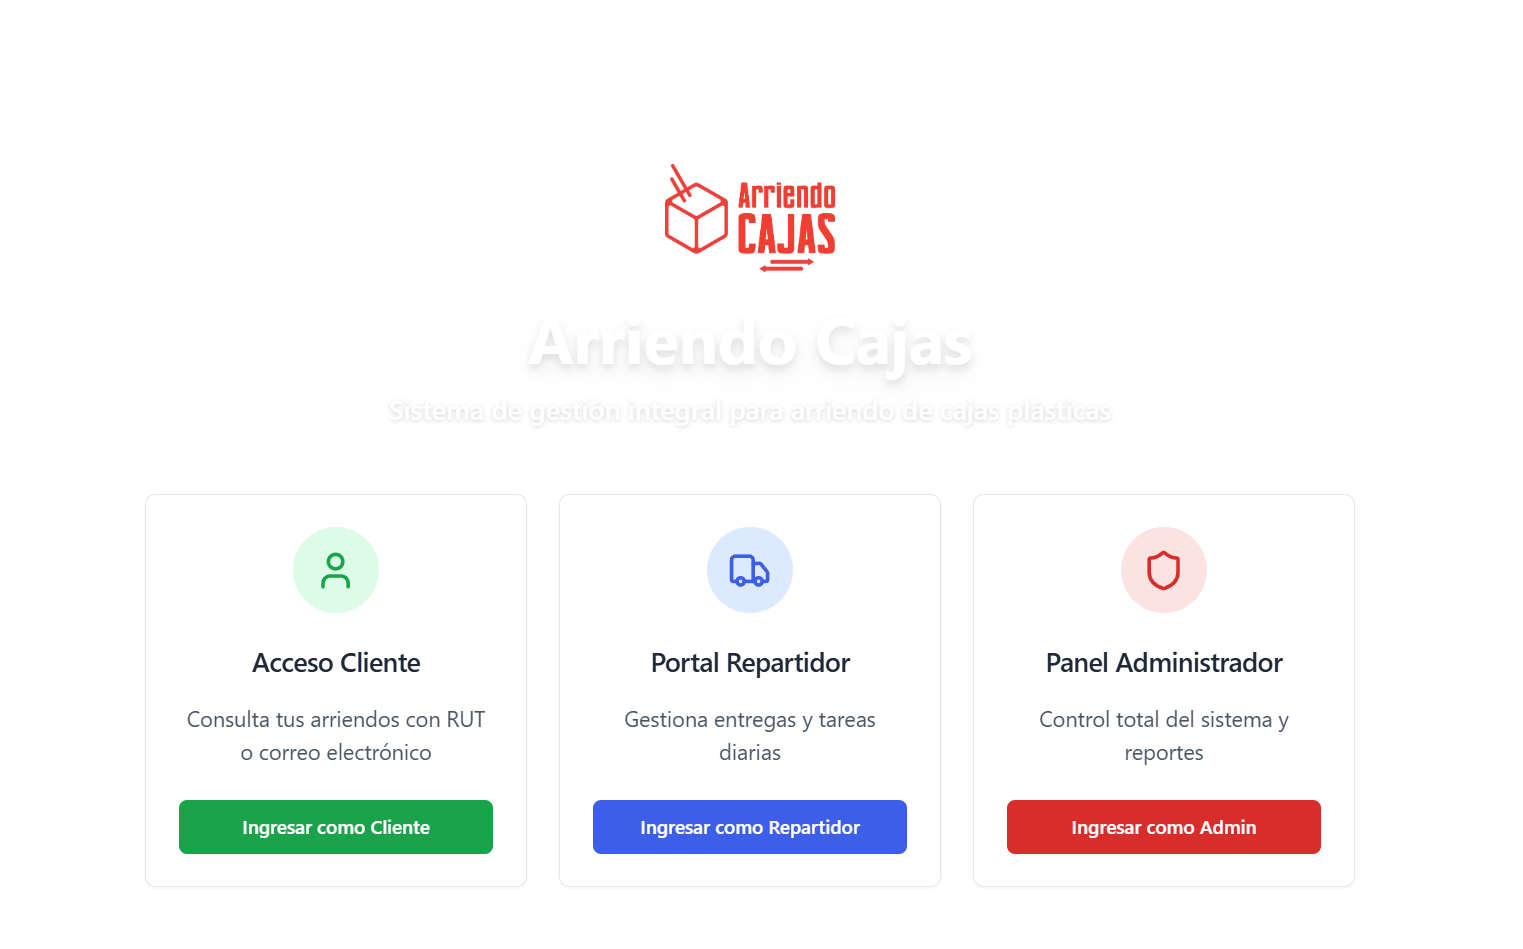 Arriendo
CAJAS
Arriendo Cajas
Sistema de gestión integral para arriendo de cajas plásticas
Acceso Cliente
Consulta tus arriendos con RUT
o correo electrónico
Ingresar como Cliente
Portal Repartidor
Gestiona entregas y tareas
diarias
Ingresar como Repartidor
Panel Administrador
Control total del sistema y
reportes
Ingresar como Admin